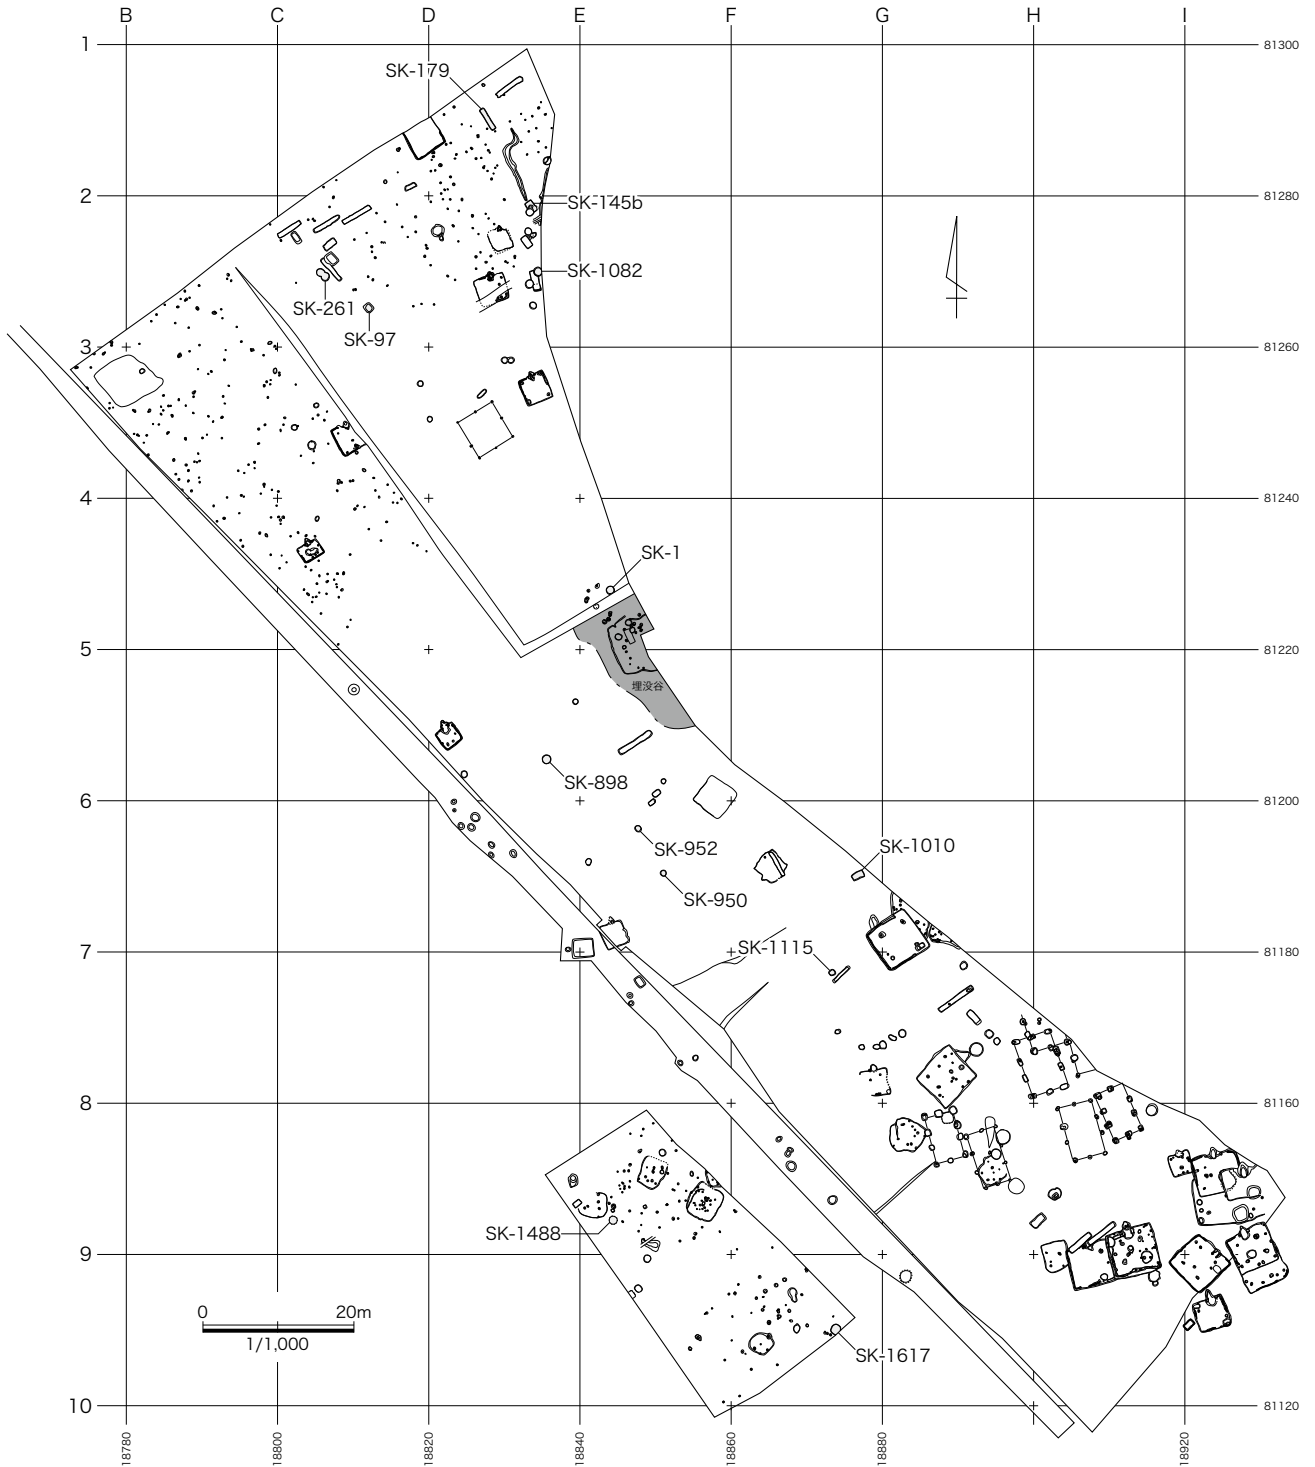 B C D E F G H I
1 81300
SK-179
2 81280
SK-145b
SK-1082
SK-261
SK-97
3 81260
4 81240
SK-1
5 81220
埋没谷
SK-898
6 81200
SK-952
SK-1010
SK-950
7 81180
SK-1115
8 81160
SK-1488
9
0 20m
1/1,000
SK-1617
10 81120
18780 18800 18820 18840 18860 18880 18920